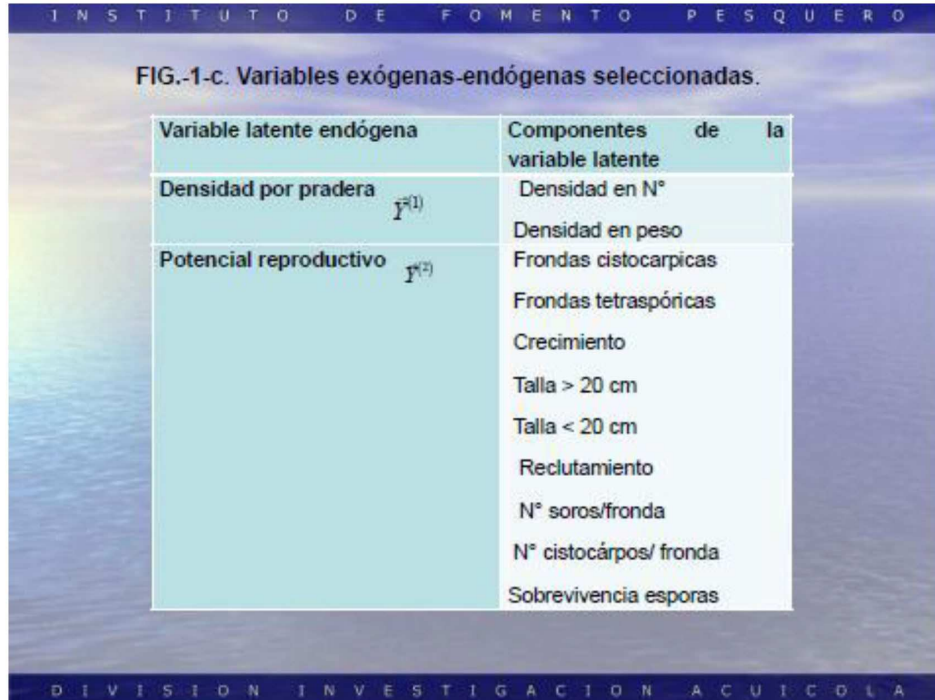 INSTITUTO DE FOMENTO PESQUERO
FIG.-1-c. Variables exógenas-endógenas seleccionadas.
Variable latente endógena
Componentes de la
variable latente
Densidad por pradera Ȳ⁽¹⁾
Densidad en N°
Densidad en peso
Potencial reproductivo Ȳ⁽²⁾
Frondas cistocarpicas
Frondas tetraspóricas
Crecimiento
Talla > 20 cm
Talla < 20 cm
Reclutamiento
N° soros/fronda
N° cistocárpos/ fronda
Sobrevivencia esporas
DIVISION INVESTIGACION ACUICOLA